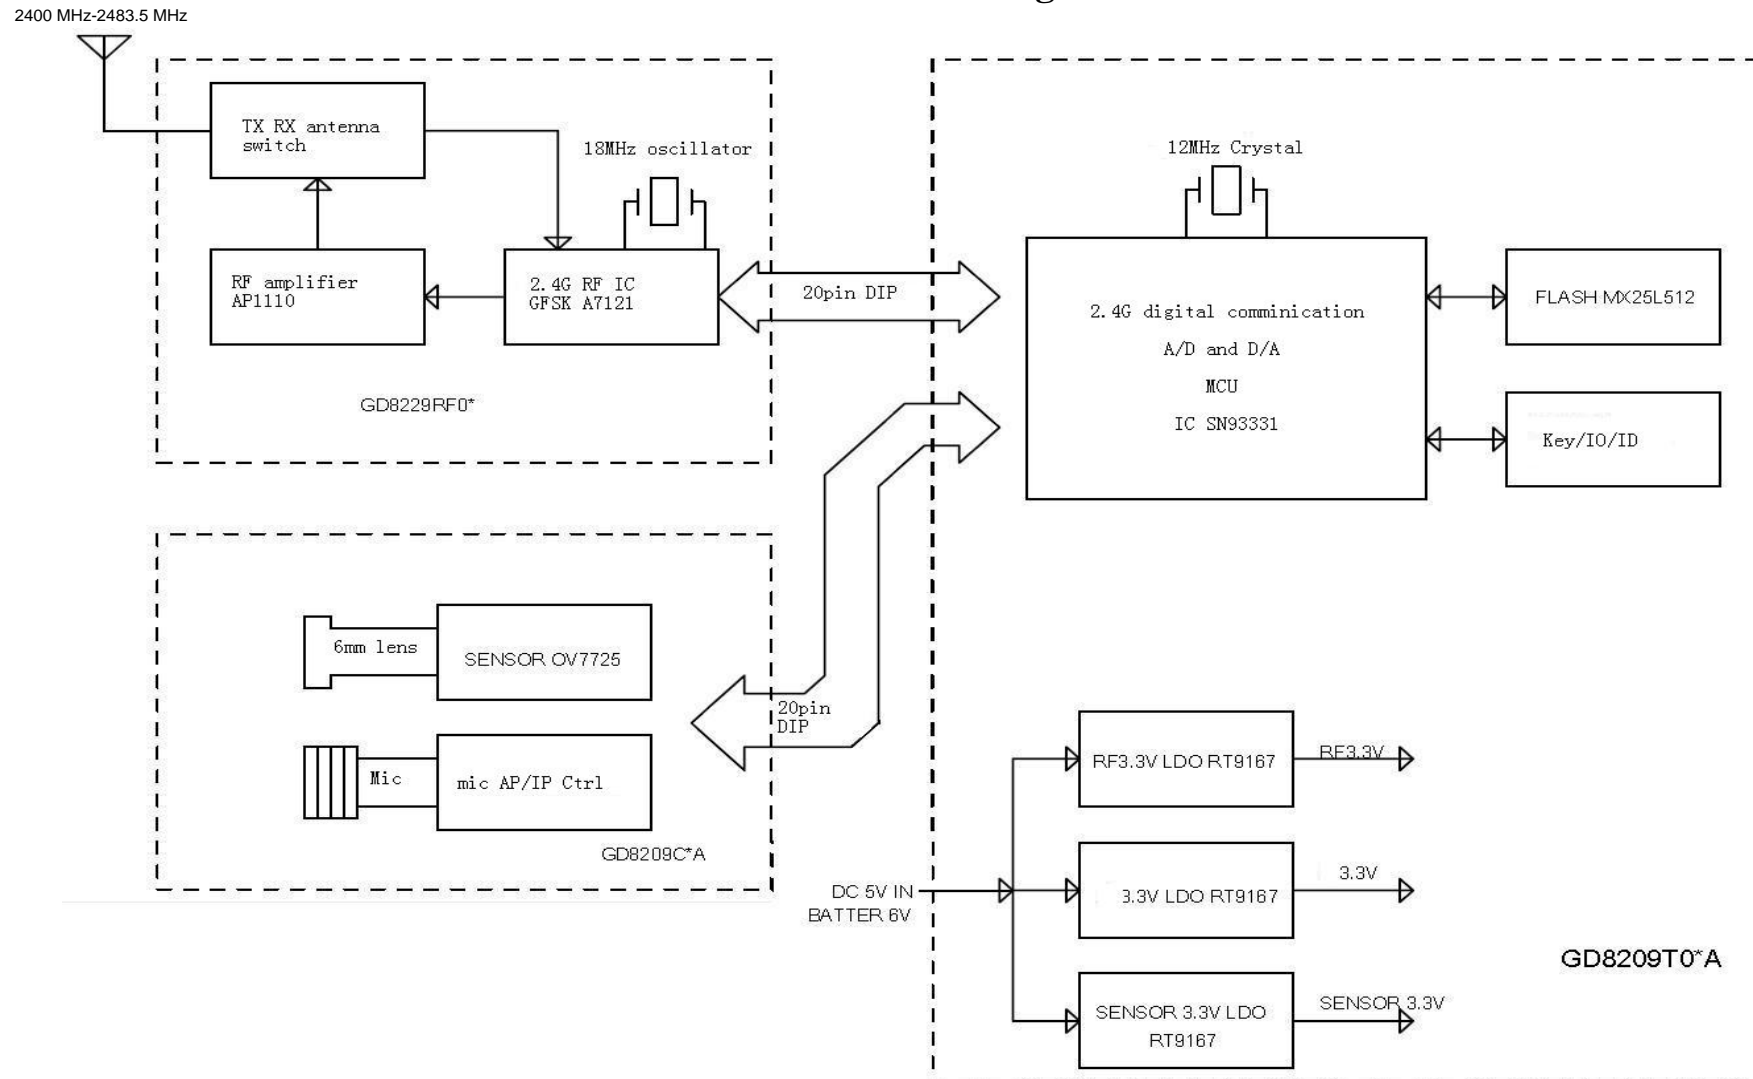 2400 MHz-2483.5 MHz
TX RX antenna
switch
18MHz oscillator
RF amplifier
AP1110
2.4G RF IC
GFSK A7121
GD8229RF0*
20pin DIP
12MHz Crystal
2.4G digital comminication
A/D and D/A
MCU
IC SN93331
FLASH MX25L512
Key/IO/ID
6mm lens
SENSOR OV7725
Mic
mic AP/IP Ctrl
GD8209C*A
20pin
DIP
DC 5V IN
BATTER 6V
RF3.3V LDO RT9167
RF3.3V
3.3V LDO RT9167
3.3V
SENSOR 3.3V LDO
RT9167
SENSOR 3.3V
GD8209T0*A